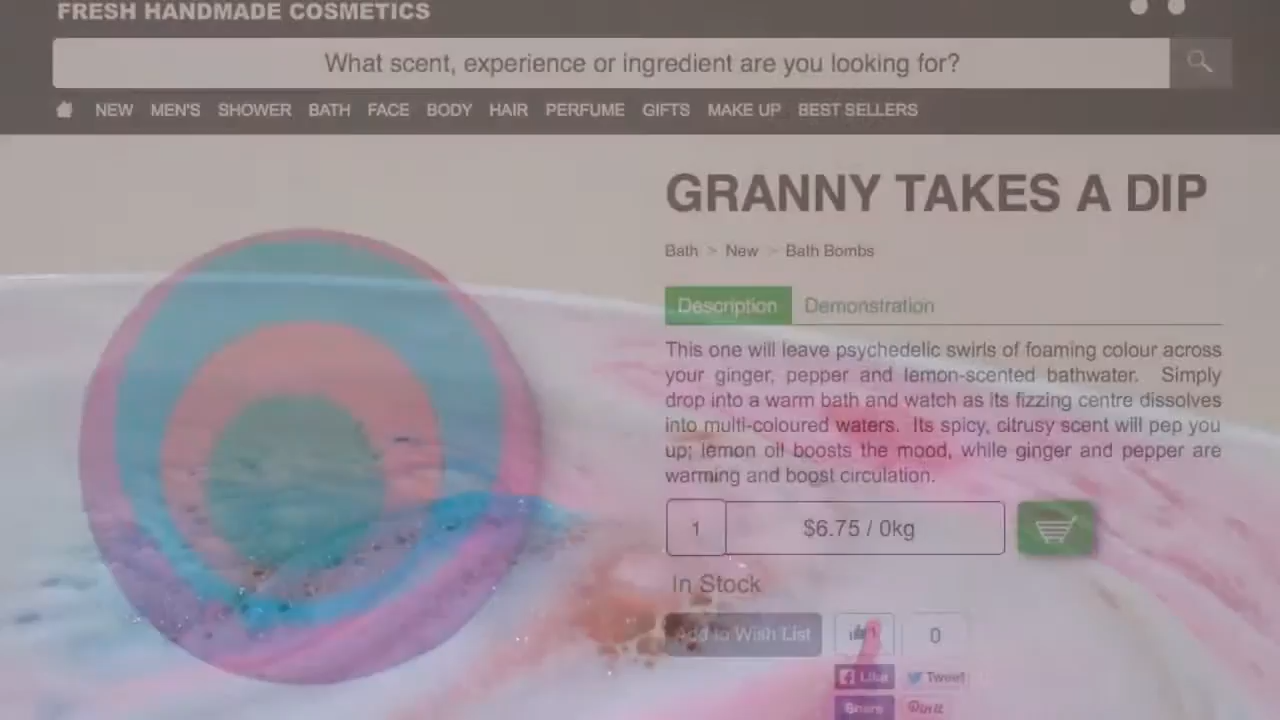 FRESH HANDMADE COSMETICS
What scent, experience or ingredient are you looking for?
NEW MEN'S SHOWER BATH FACE BODY HAIR PERFUME GIFTS MAKE UP BEST SELLERS
GRANNY TAKES A DIP
Bath > New > Bath Bombs
Description Demonstration
This one will leave psychedelic swirls of foaming colour across
your ginger, pepper and lemon-scented bathwater. Simply
drop into a warm bath and watch as its fizzing centre dissolves
into multi-coloured waters. Its spicy, citrusy scent will pep you
up; lemon oil boosts the mood, while ginger and pepper are
warming and boost circulation.
1 $6.75 / 0kg
In Stock
Add to Wish List 0
Like Tweet
Share Pin it